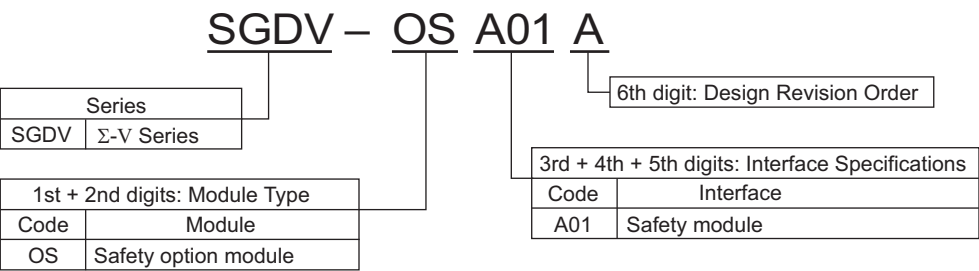 SGDV – OS A01 A
6th digit: Design Revision Order
Series
SGDV Σ-V Series
3rd + 4th + 5th digits: Interface Specifications
Code Interface
A01 Safety module
1st + 2nd digits: Module Type
Code Module
OS Safety option module